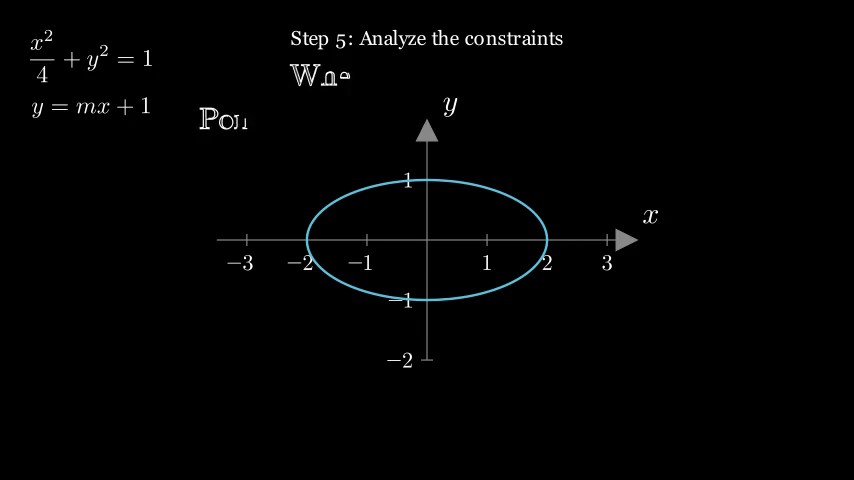 x²/4 + y² = 1
y = mx + 1
Step 5: Analyze the constraints
y
x
1
−3 −2 −1 1 2 3
−1
−2